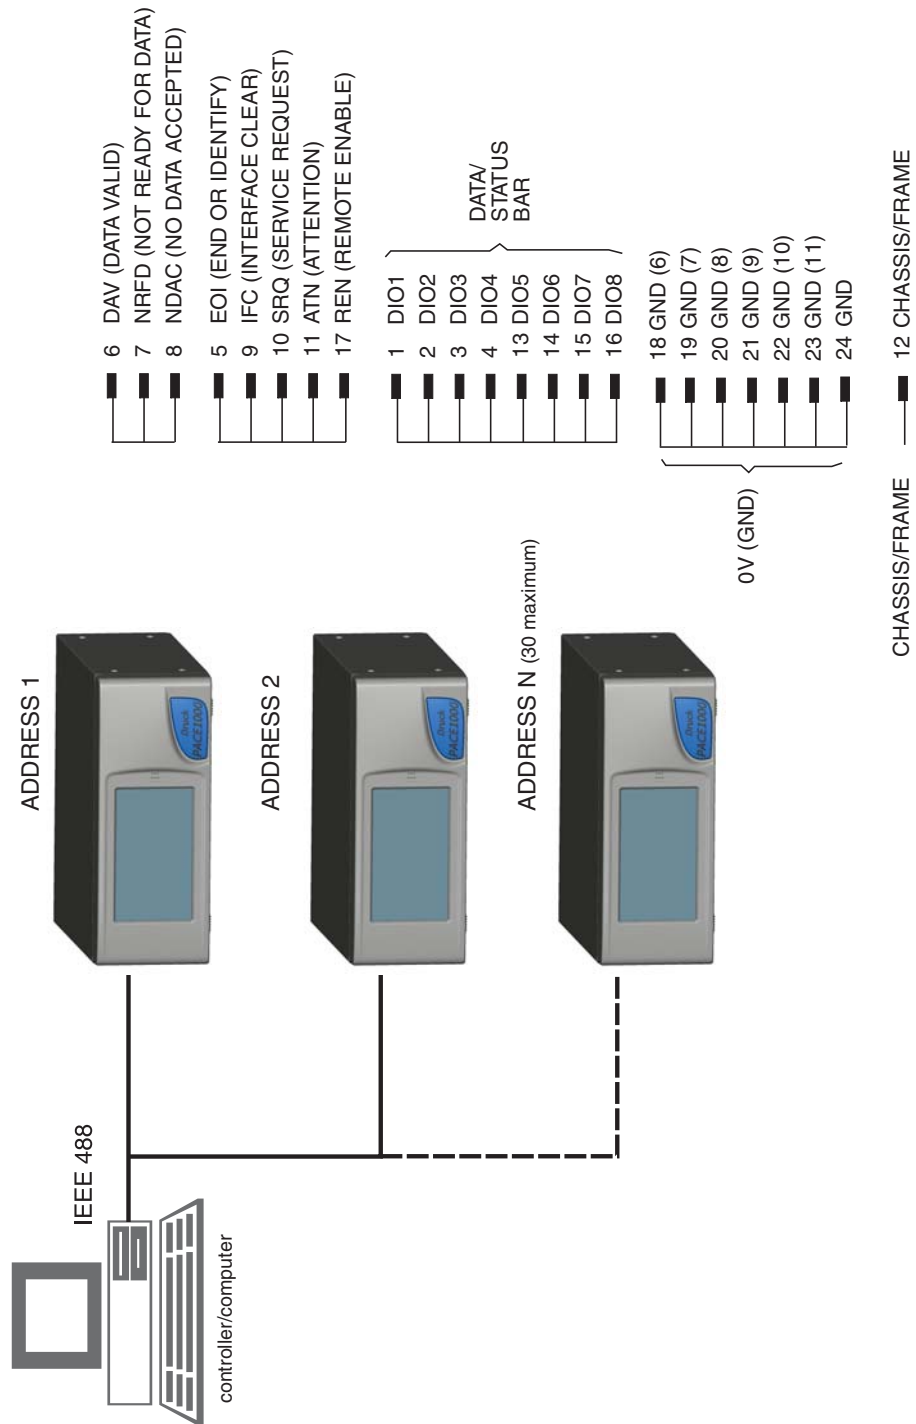 IEEE 488
controller/computer
ADDRESS 1
Druck
PACE1000
ADDRESS 2
Druck
PACE1000
ADDRESS N (30 maximum)
Druck
PACE1000
6 DAV (DATA VALID)
7 NRFD (NOT READY FOR DATA)
8 NDAC (NO DATA ACCEPTED)
5 EOI (END OR IDENTIFY)
9 IFC (INTERFACE CLEAR)
10 SRQ (SERVICE REQUEST)
11 ATN (ATTENTION)
17 REN (REMOTE ENABLE)
1 DIO1
2 DIO2
3 DIO3
4 DIO4
13 DIO5
14 DIO6
15 DIO7
16 DIO8
DATA/
STATUS
BAR
0V (GND)
18 GND (6)
19 GND (7)
20 GND (8)
21 GND (9)
22 GND (10)
23 GND (11)
24 GND
CHASSIS/FRAME
12 CHASSIS/FRAME